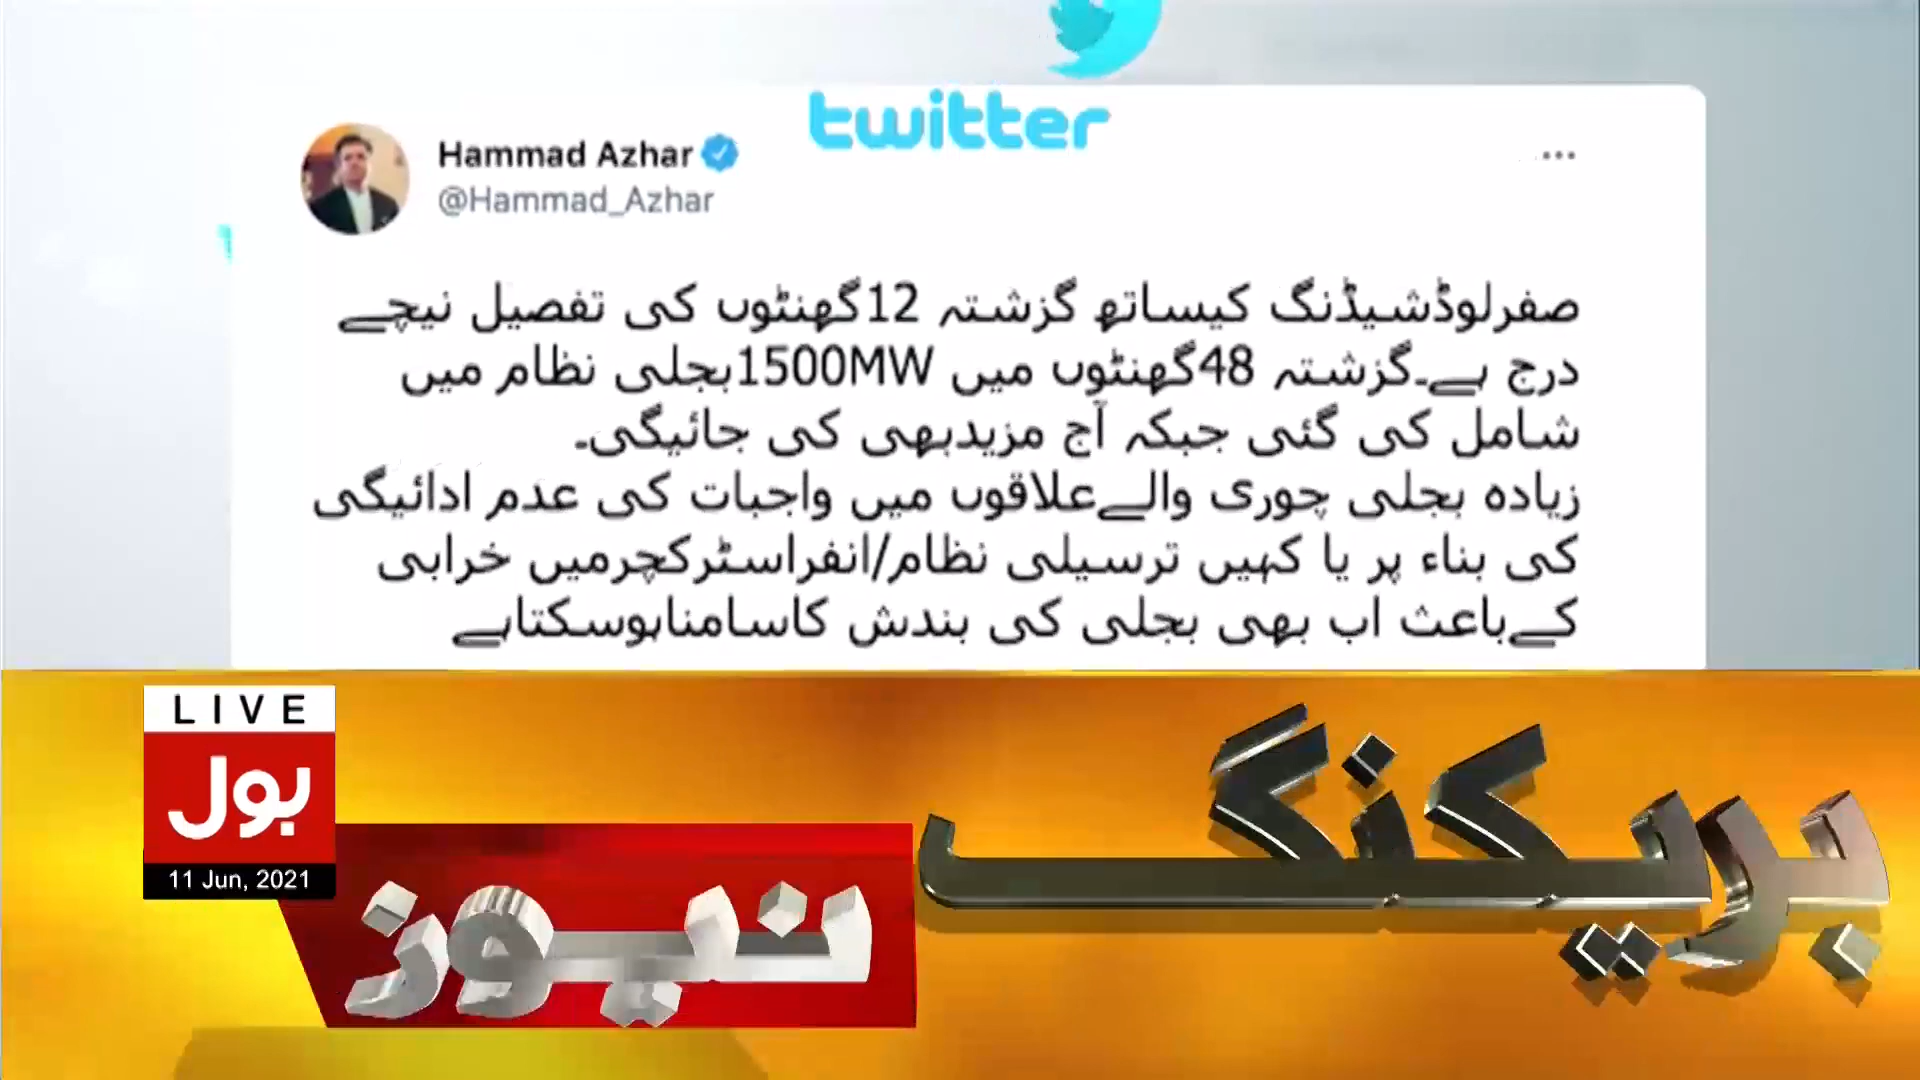 twitter
Hammad Azhar
@Hammad_Azhar
صفرلوڈشیڈنگ کیساتھ گزشتہ 12گھنٹوں کی تفصیل نیچے
درج ہے۔گزشتہ 48گھنٹوں میں 1500MWبجلی نظام میں
شامل کی گئی جبکہ آج مزیدبھی کی جائیگی۔
زیادہ بجلی چوری والےعلاقوں میں واجبات کی عدم ادائیگی
کی بناء پر یا کہیں ترسیلی نظام/انفراسٹرکچرمیں خرابی
کےباعث اب بھی بجلی کی بندش کاسامناہوسکتاہے
LIVE
بول
11 Jun, 2021
بریکنگ
نیوز